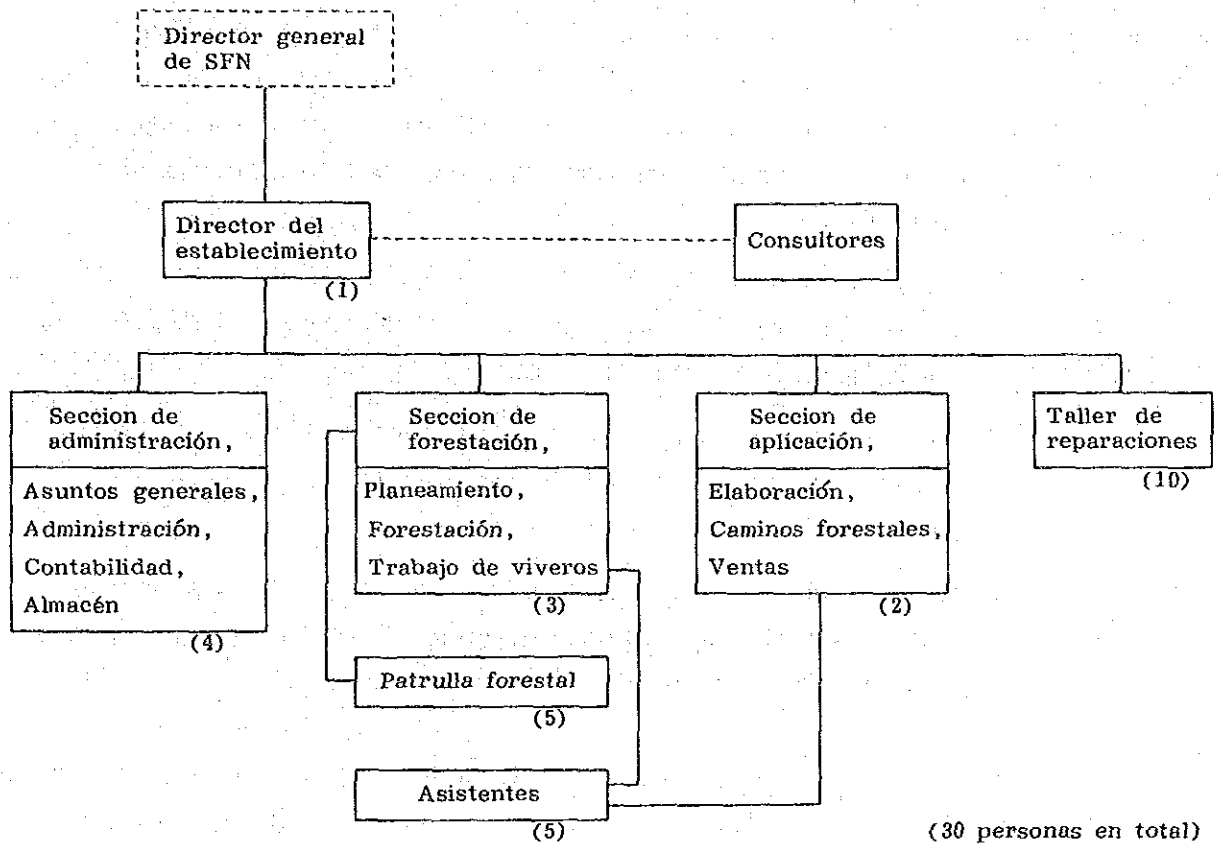 Director general
de SFN
Director del
establecimiento
(1)
Consultores
Seccion de
administración,
Asuntos generales,
Administración,
Contabilidad,
Almacén
(4)
Seccion de
forestación,
Planeamiento,
Forestación,
Trabajo de viveros
(3)
Seccion de
aplicación,
Elaboración,
Caminos forestales,
Ventas
(2)
Taller de
reparaciones
(10)
Patrulla forestal
(5)
Asistentes
(5)
(30 personas en total)